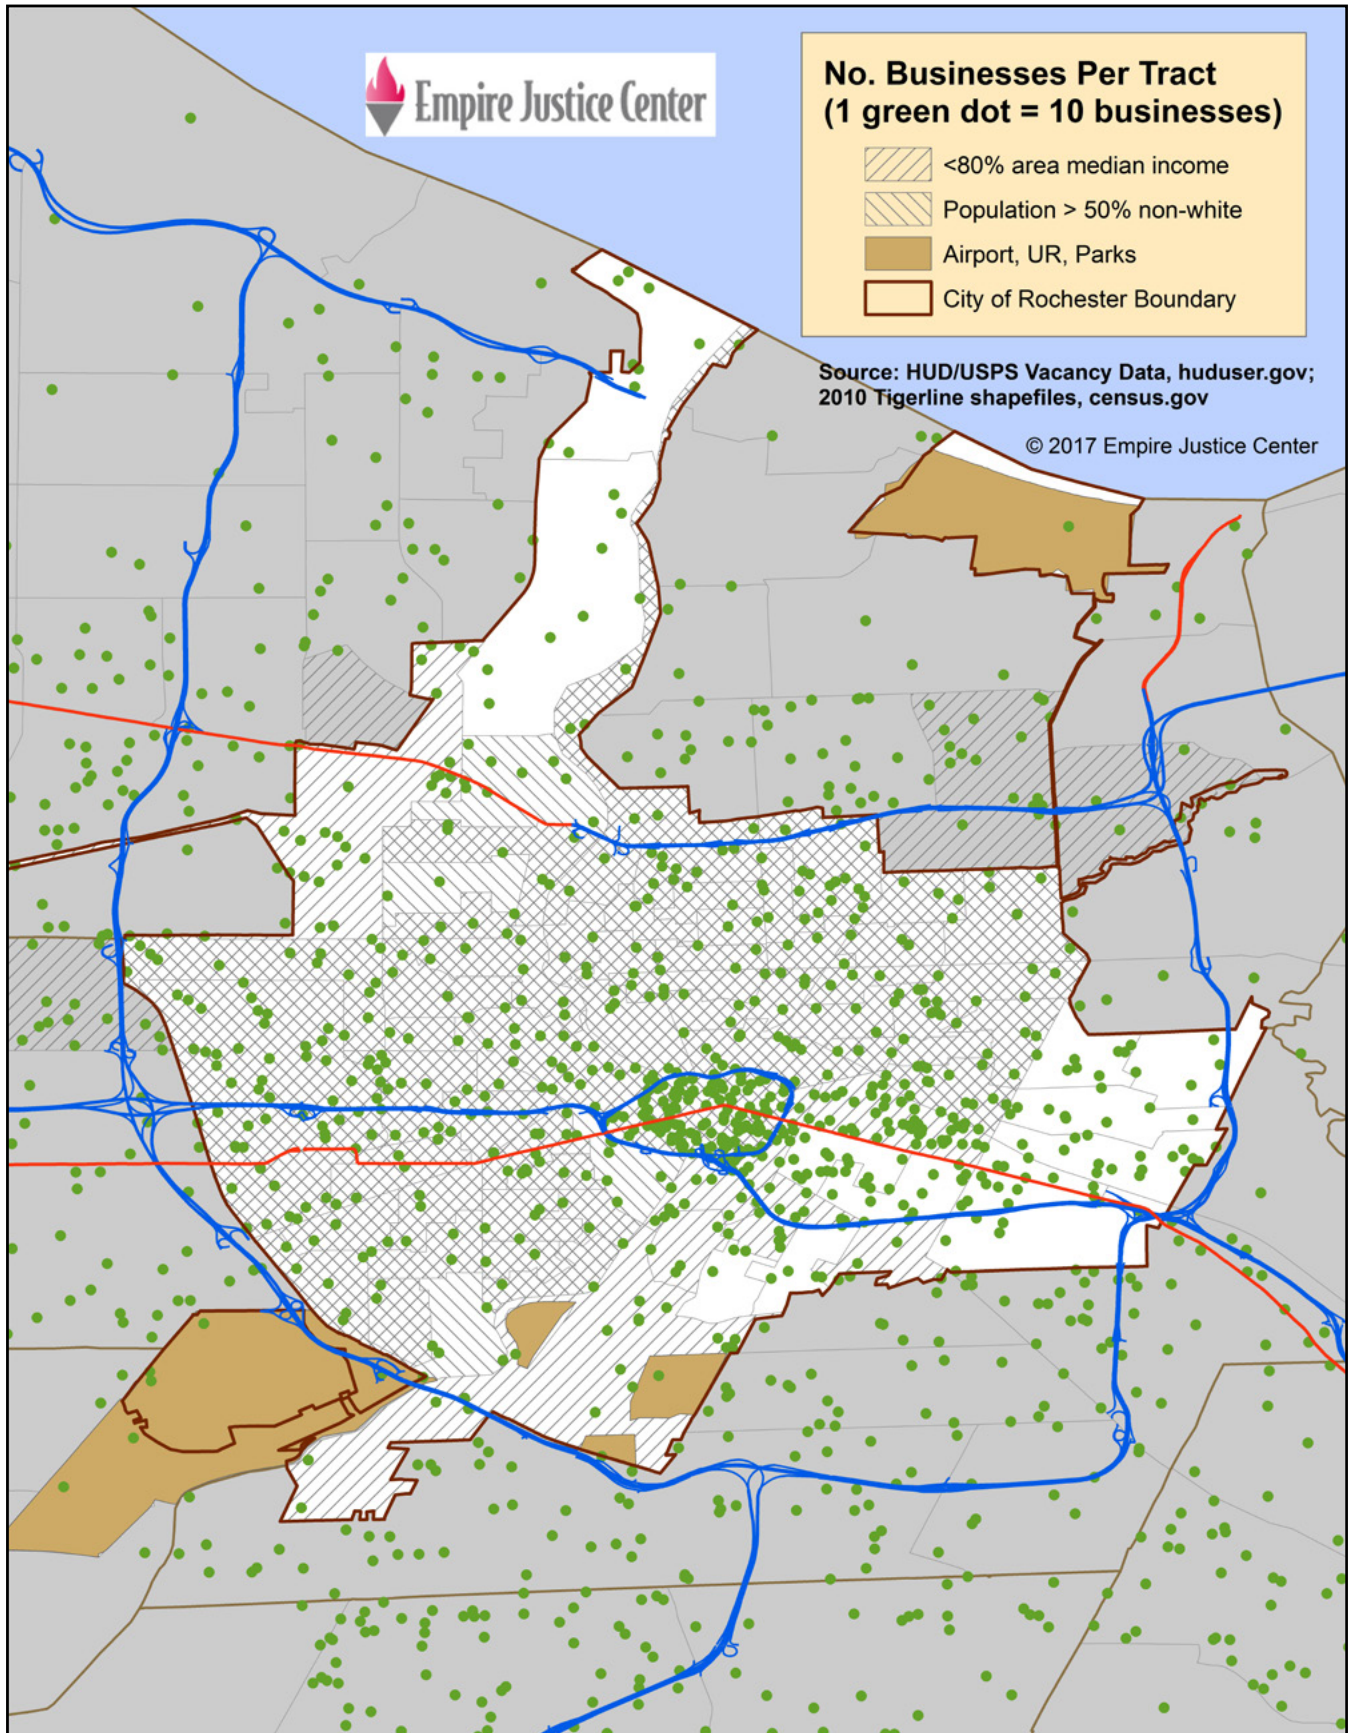 Empire Justice Center
No. Businesses Per Tract
(1 green dot = 10 businesses)
<80% area median income
Population > 50% non-white
Airport, UR, Parks
City of Rochester Boundary
Source: HUD/USPS Vacancy Data, huduser.gov;
2010 Tigerline shapefiles, census.gov
© 2017 Empire Justice Center